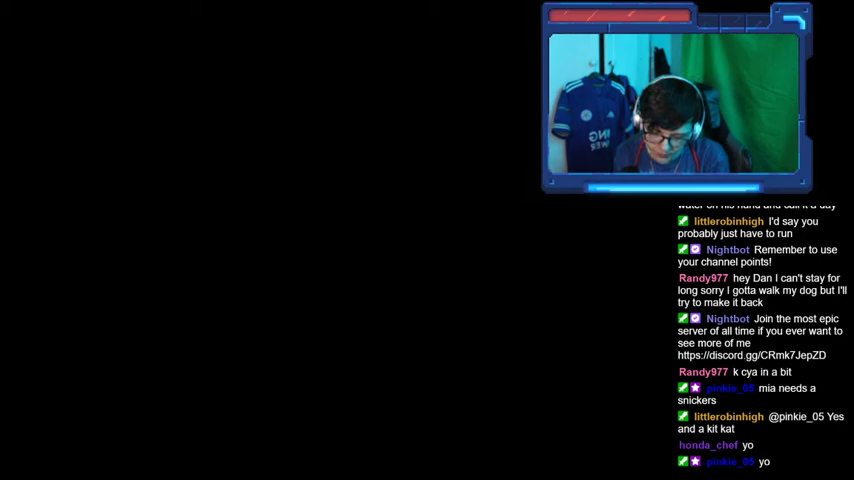 water on his hand and call it a day
littlerobinhigh I'd say you
probably just have to run
Nightbot Remember to use
your channel points!
Randy977 hey Dan I can't stay for
long sorry I gotta walk my dog but I'll
try to make it back
Nightbot Join the most epic
server of all time if you ever want to
see more of me
https://discord.gg/CRmk7JepZD
Randy977 k cya in a bit
pinkie_05 mia needs a
snickers
littlerobinhigh @pinkie_05 Yes
and a kit kat
honda_chef yo
pinkie_05 yo